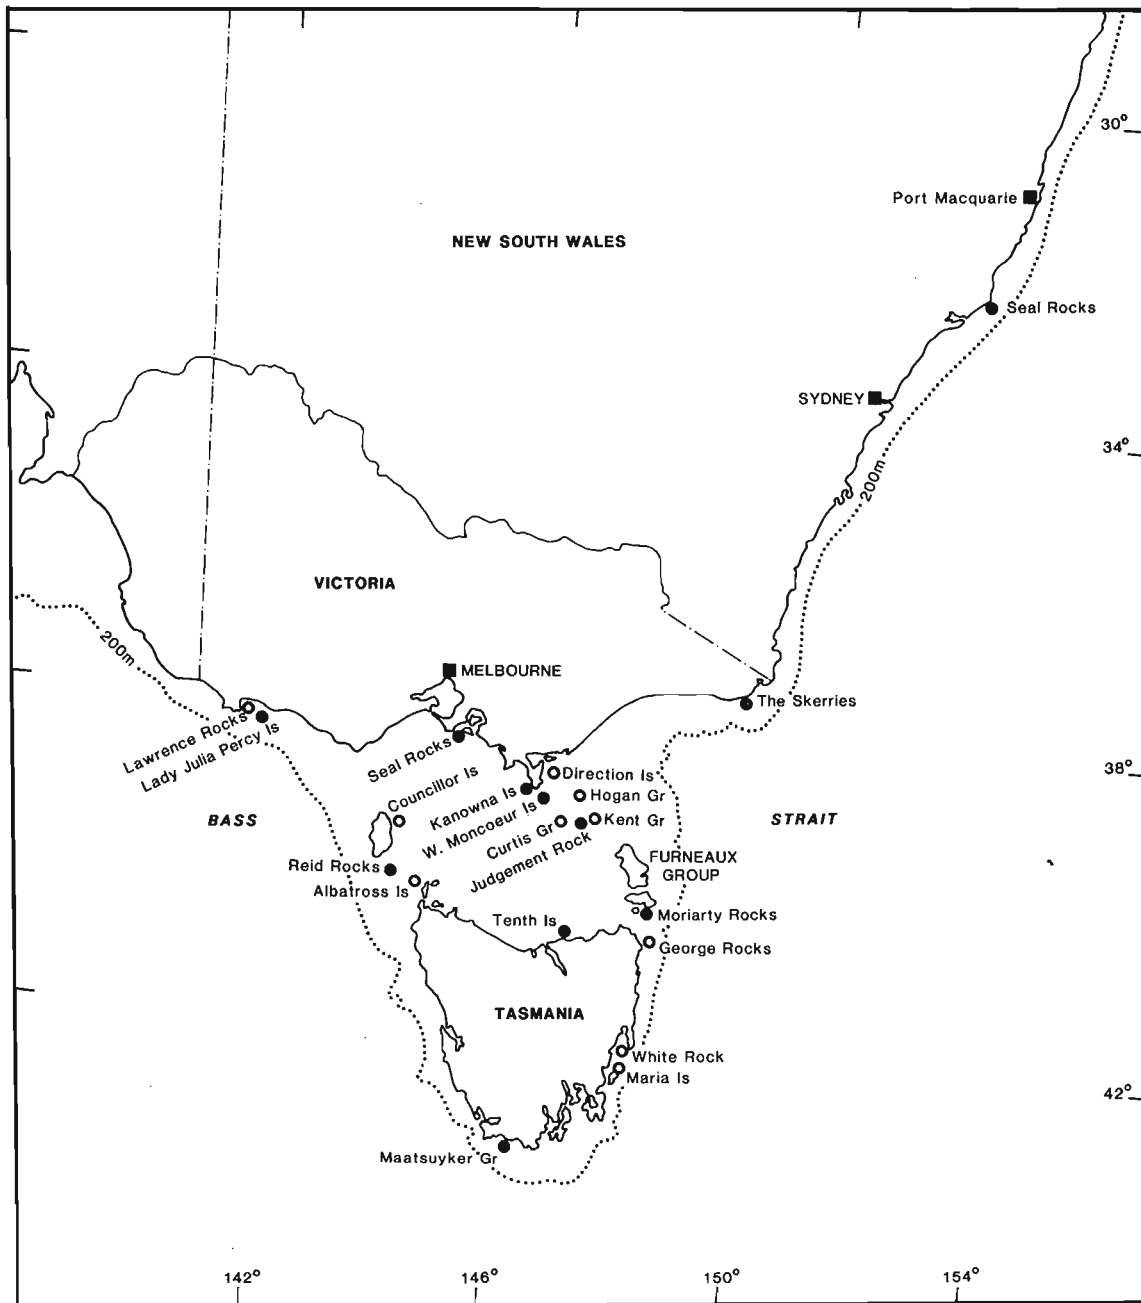 30°
Port Macquarie
NEW SOUTH WALES
Seal Rocks
SYDNEY
34°
200m
VICTORIA
200m
MELBOURNE
The Skerries
Lawrence Rocks
Lady Julia Percy Is
Seal Rocks
Councillor Is
Direction Is
38°
Kanowna Is
Hogan Gr
W. Moncoeur Is
BASS
STRAIT
Kent Gr
Curtis Gr
Judgement Rock
FURNEAUX
GROUP
Reid Rocks
Albatross Is
Tenth Is
Moriarty Rocks
George Rocks
TASMANIA
White Rock
Maria Is
42°
Maatsuyker Gr
142°
146°
150°
154°